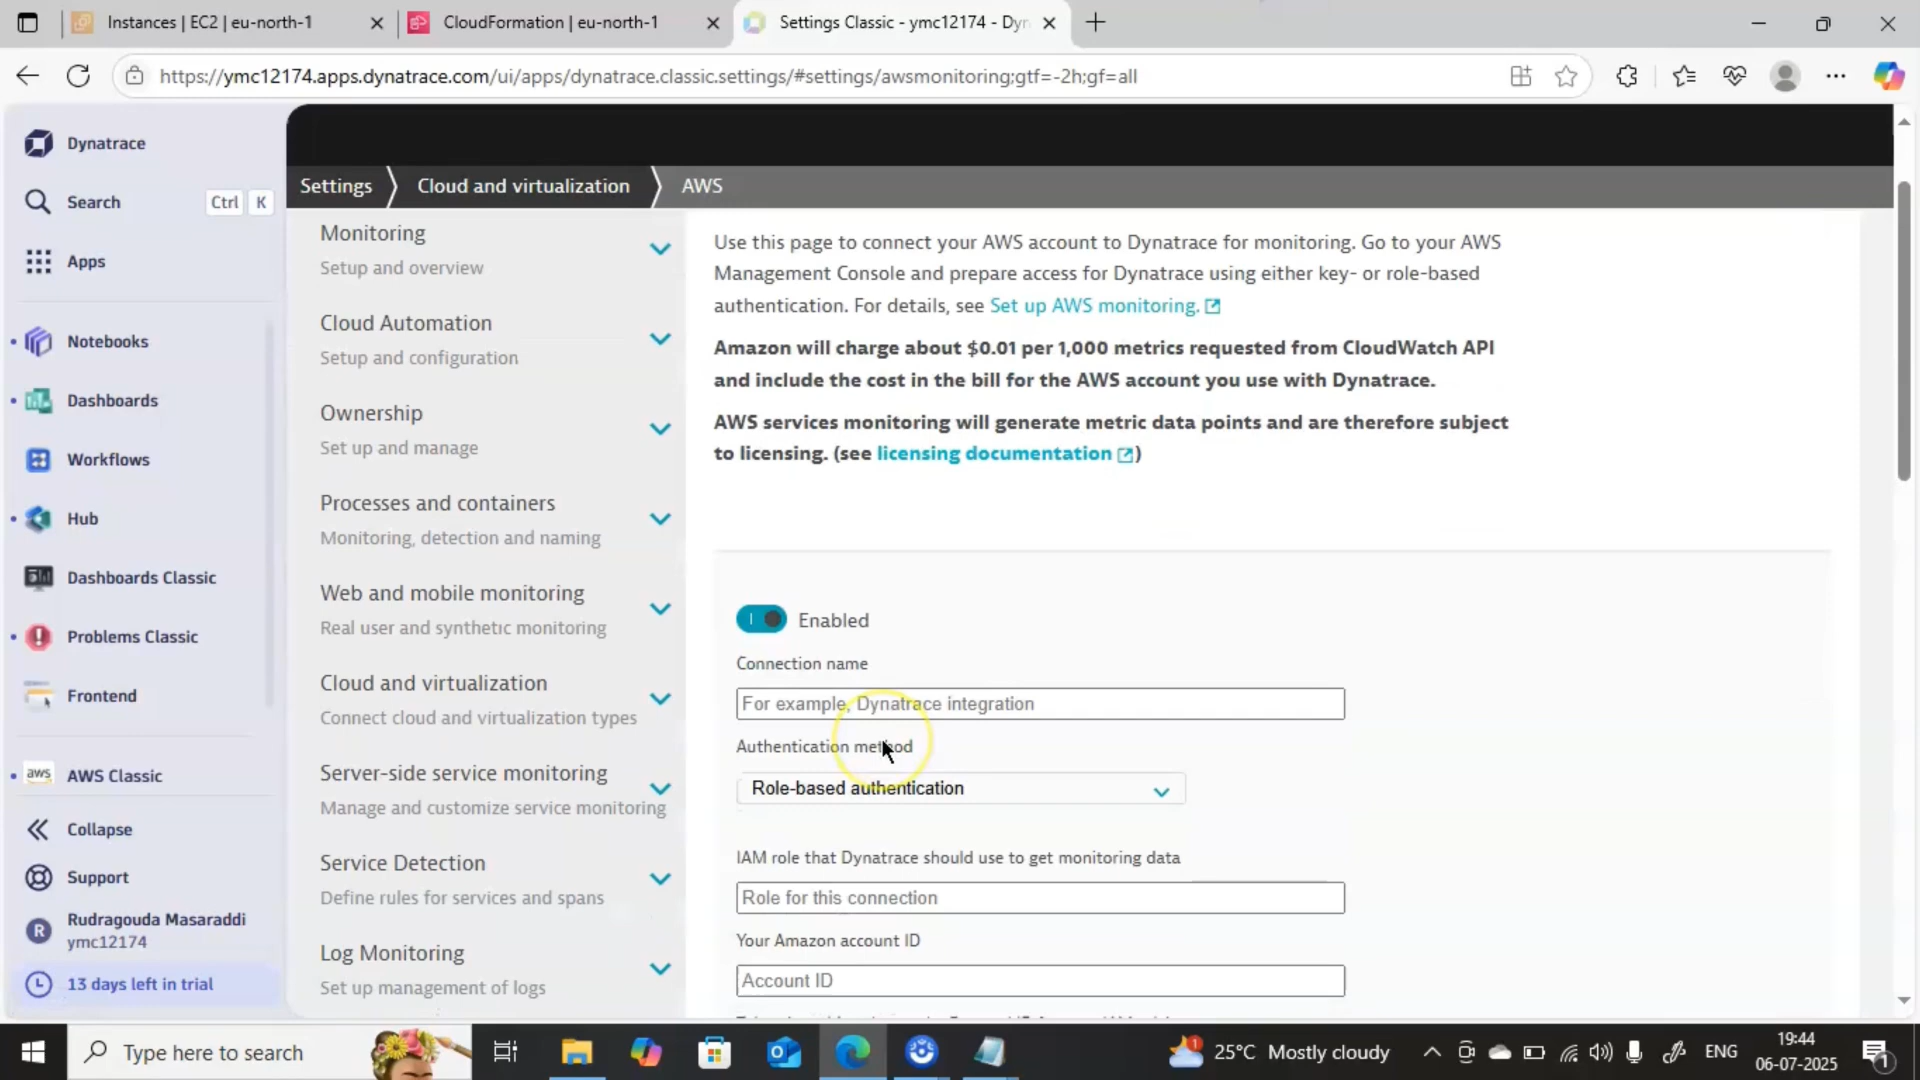 Instances | EC2 | eu-north-1
CloudFormation | eu-north-1
Settings Classic - ymc12174 - Dyn
https://ymc12174.apps.dynatrace.com/ui/apps/dynatrace.classic.settings/#settings/awsmonitoring;gtf=-2h;gf=all
Dynatrace
Search Ctrl K
Apps
Notebooks
Dashboards
Workflows
Hub
Dashboards Classic
Problems Classic
Frontend
aws AWS Classic
Collapse
Support
R Rudragouda Masaraddi
ymc12174
13 days left in trial
Settings Cloud and virtualization AWS
Monitoring
Setup and overview
Cloud Automation
Setup and configuration
Ownership
Set up and manage
Processes and containers
Monitoring, detection and naming
Web and mobile monitoring
Real user and synthetic monitoring
Cloud and virtualization
Connect cloud and virtualization types
Server-side service monitoring
Manage and customize service monitoring
Service Detection
Define rules for services and spans
Log Monitoring
Set up management of logs
Use this page to connect your AWS account to Dynatrace for monitoring. Go to your AWS
Management Console and prepare access for Dynatrace using either key- or role-based
authentication. For details, see Set up AWS monitoring.
Amazon will charge about $0.01 per 1,000 metrics requested from CloudWatch API
and include the cost in the bill for the AWS account you use with Dynatrace.
AWS services monitoring will generate metric data points and are therefore subject
to licensing. (see licensing documentation )
Enabled
Connection name
For example, Dynatrace integration
Authentication method
Role-based authentication
IAM role that Dynatrace should use to get monitoring data
Role for this connection
Your Amazon account ID
Account ID
Type here to search
25°C Mostly cloudy
ENG
19:44
06-07-2025
1